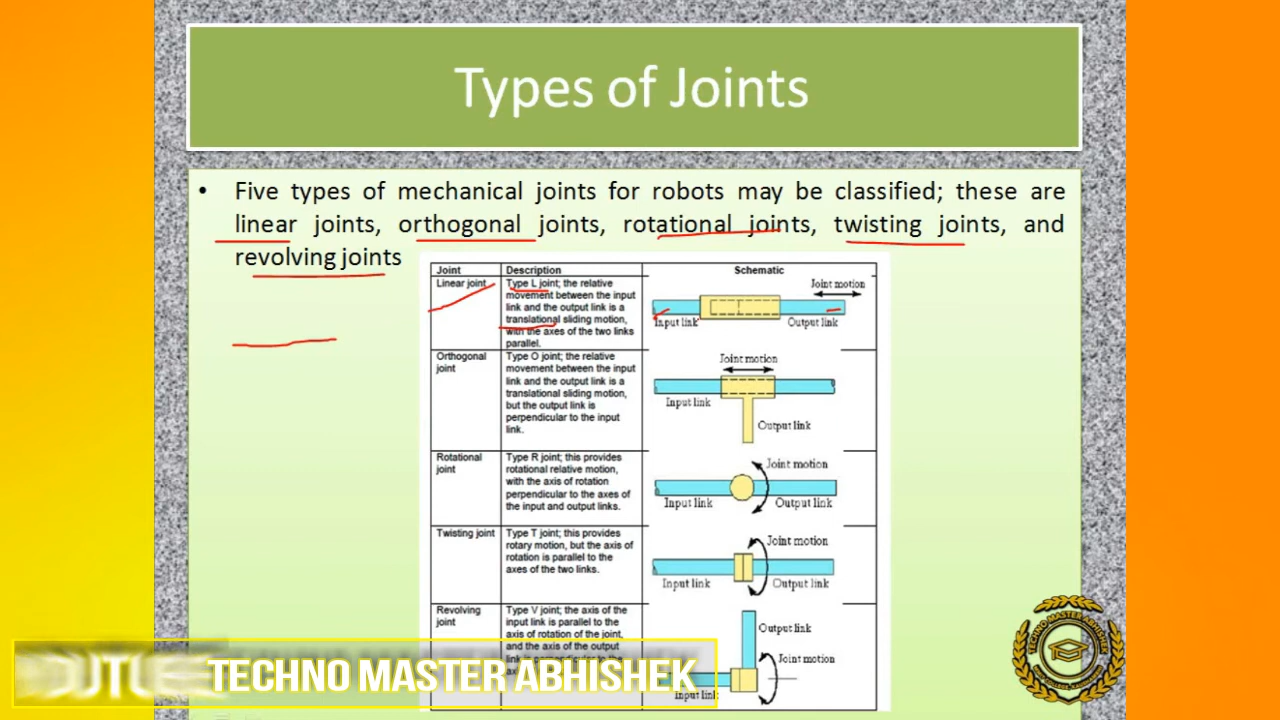 Types of Joints
• Five types of mechanical joints for robots may be classified; these are
linear joints, orthogonal joints, rotational joints, twisting joints, and
revolving joints
Joint Description Schematic
Linear joint
Type L joint; the relative
movement between the input
link and the output link is a
translational sliding motion,
with the axes of the two links
parallel.
Joint motion
Input link Output link
Orthogonal
joint
Type O joint; the relative
movement between the input
link and the output link is a
translational sliding motion,
but the output link is
perpendicular to the input
link.
Joint motion
Input link
Output link
Rotational
joint
Type R joint; this provides
rotational relative motion,
with the axis of rotation
perpendicular to the axes of
the input and output links.
Joint motion
Input link Output link
Twisting joint
Type T joint; this provides
rotary motion, but the axis of
rotation is parallel to the
axes of the two links.
Joint motion
Input link Output link
Revolving
joint
Type V joint; the axis of the
input link is parallel to the
axis of rotation of the joint,
and the axis of the output
link is perpendicular to the
Output link
Joint motion
Input link
TECHNO MASTER ABHISHEK
TECHNO MASTER ABHISHEK